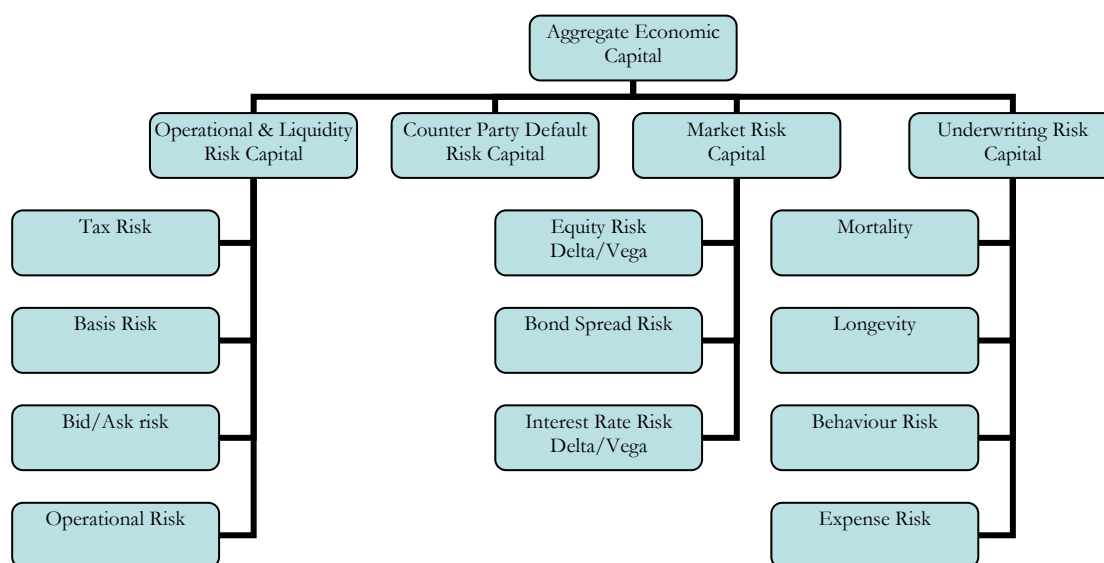 Aggregate Economic
Capital
Operational & Liquidity
Risk Capital
Counter Party Default
Risk Capital
Market Risk
Capital
Underwriting Risk
Capital
Tax Risk
Equity Risk
Delta/Vega
Mortality
Basis Risk
Bond Spread Risk
Longevity
Bid/Ask risk
Interest Rate Risk
Delta/Vega
Behaviour Risk
Operational Risk
Expense Risk